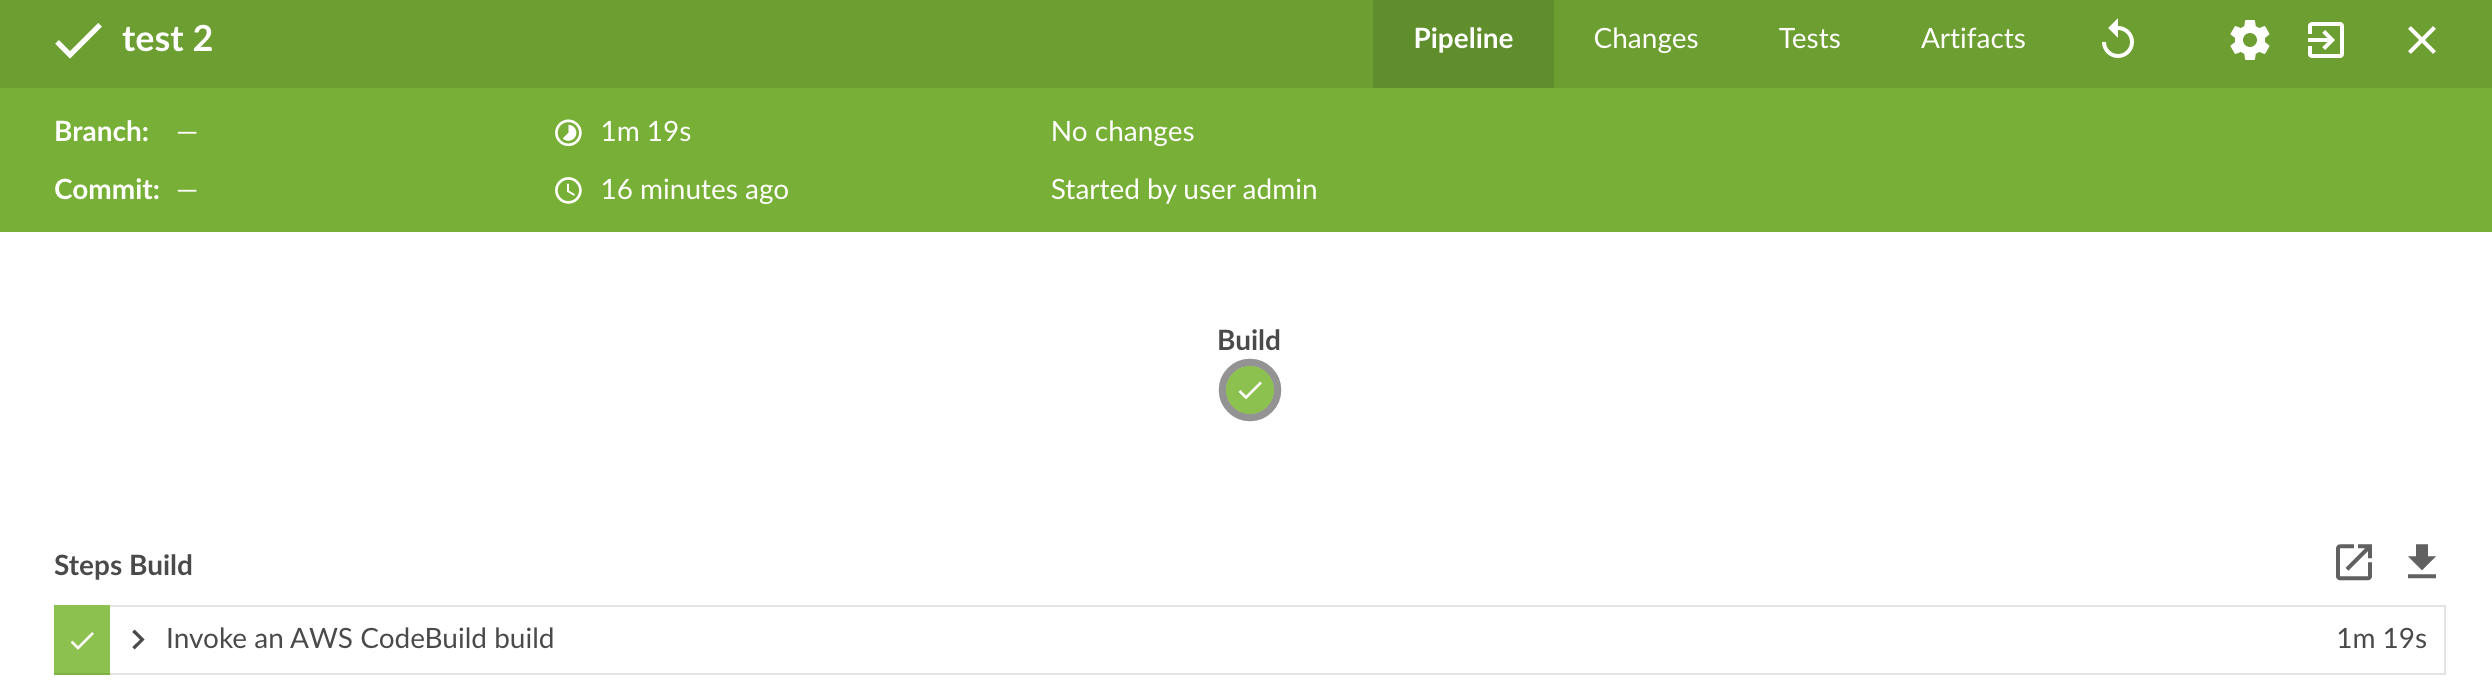 test 2
Pipeline Changes Tests Artifacts
Branch: — 1m 19s No changes
Commit: — 16 minutes ago Started by user admin
Build
Steps Build
Invoke an AWS CodeBuild build 1m 19s